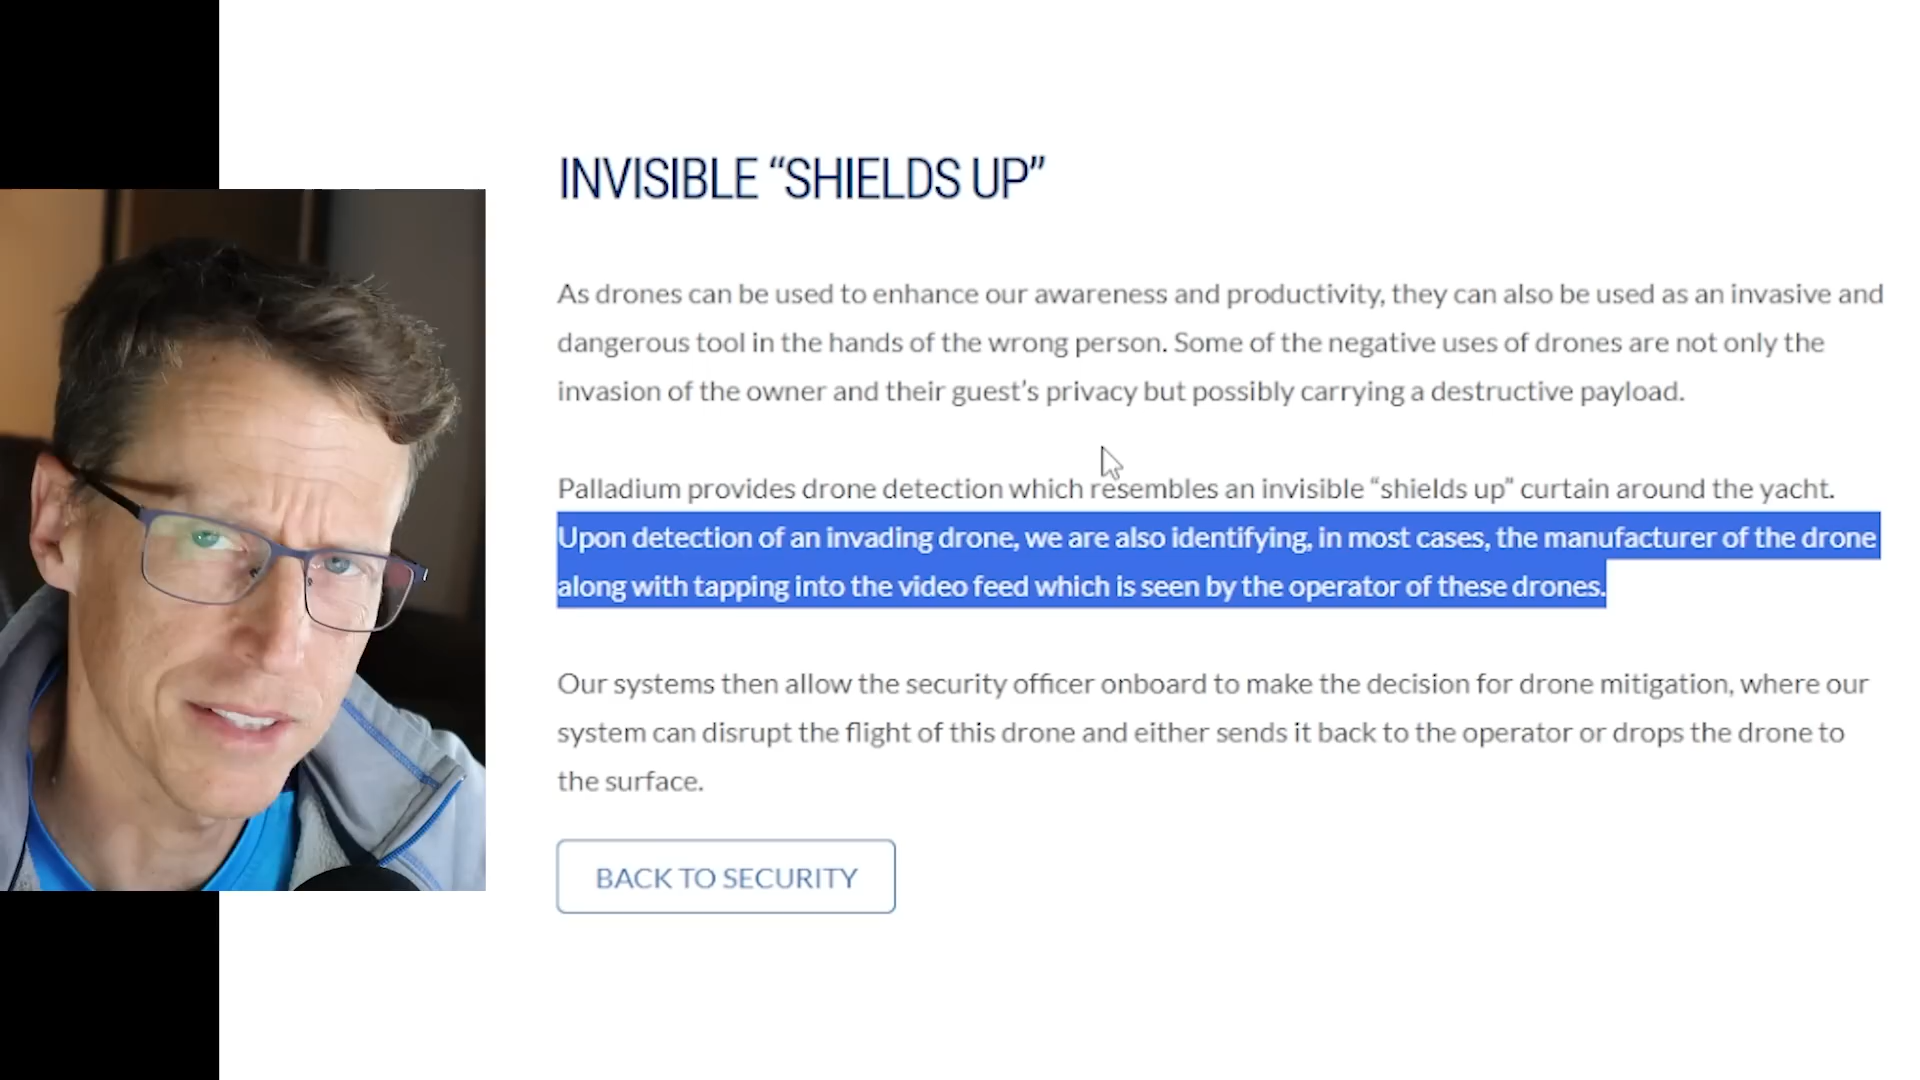 INVISIBLE “SHIELDS UP”
As drones can be used to enhance our awareness and productivity, they can also be used as an invasive and
dangerous tool in the hands of the wrong person. Some of the negative uses of drones are not only the
invasion of the owner and their guest’s privacy but possibly carrying a destructive payload.
Palladium provides drone detection which resembles an invisible “shields up” curtain around the yacht.
Upon detection of an invading drone, we are also identifying, in most cases, the manufacturer of the drone
along with tapping into the video feed which is seen by the operator of these drones.
Our systems then allow the security officer onboard to make the decision for drone mitigation, where our
system can disrupt the flight of this drone and either sends it back to the operator or drops the drone to
the surface.
BACK TO SECURITY